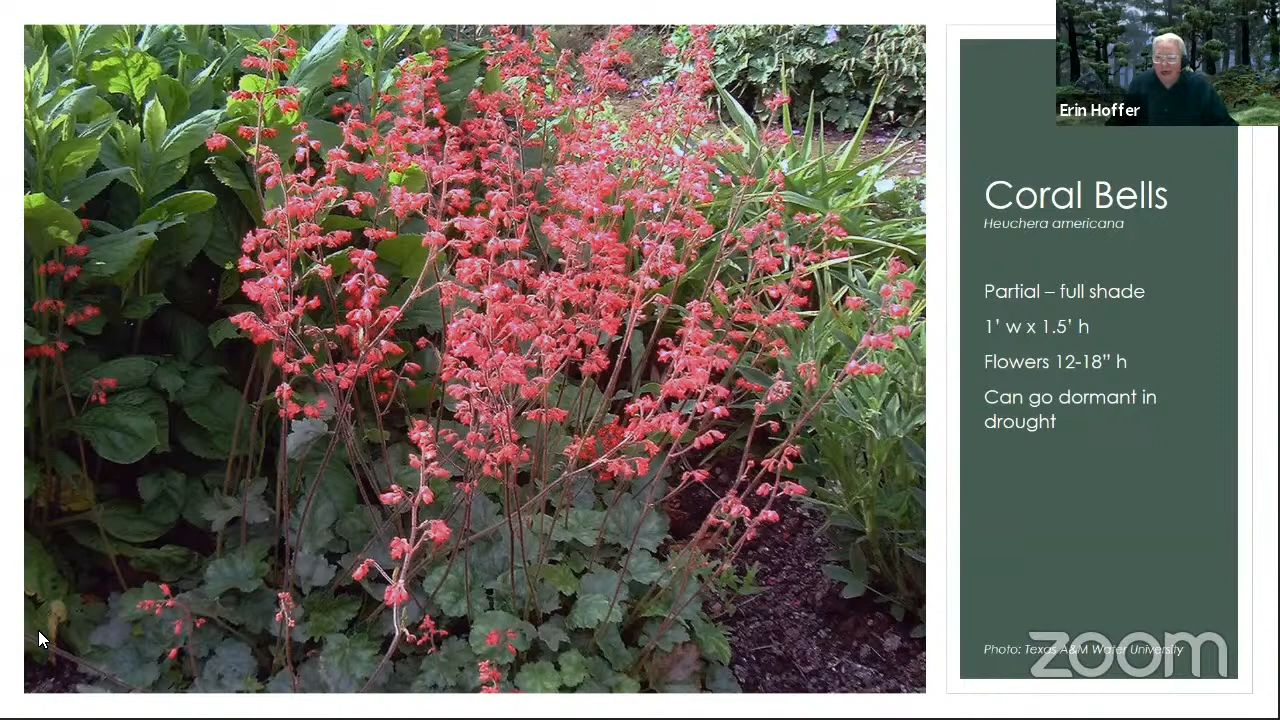 Erin Hoffer
Coral Bells
Heuchera americana
Partial – full shade
1’ w x 1.5’ h
Flowers 12-18” h
Can go dormant in
drought
Photo: Texas A&M Water University
zoom